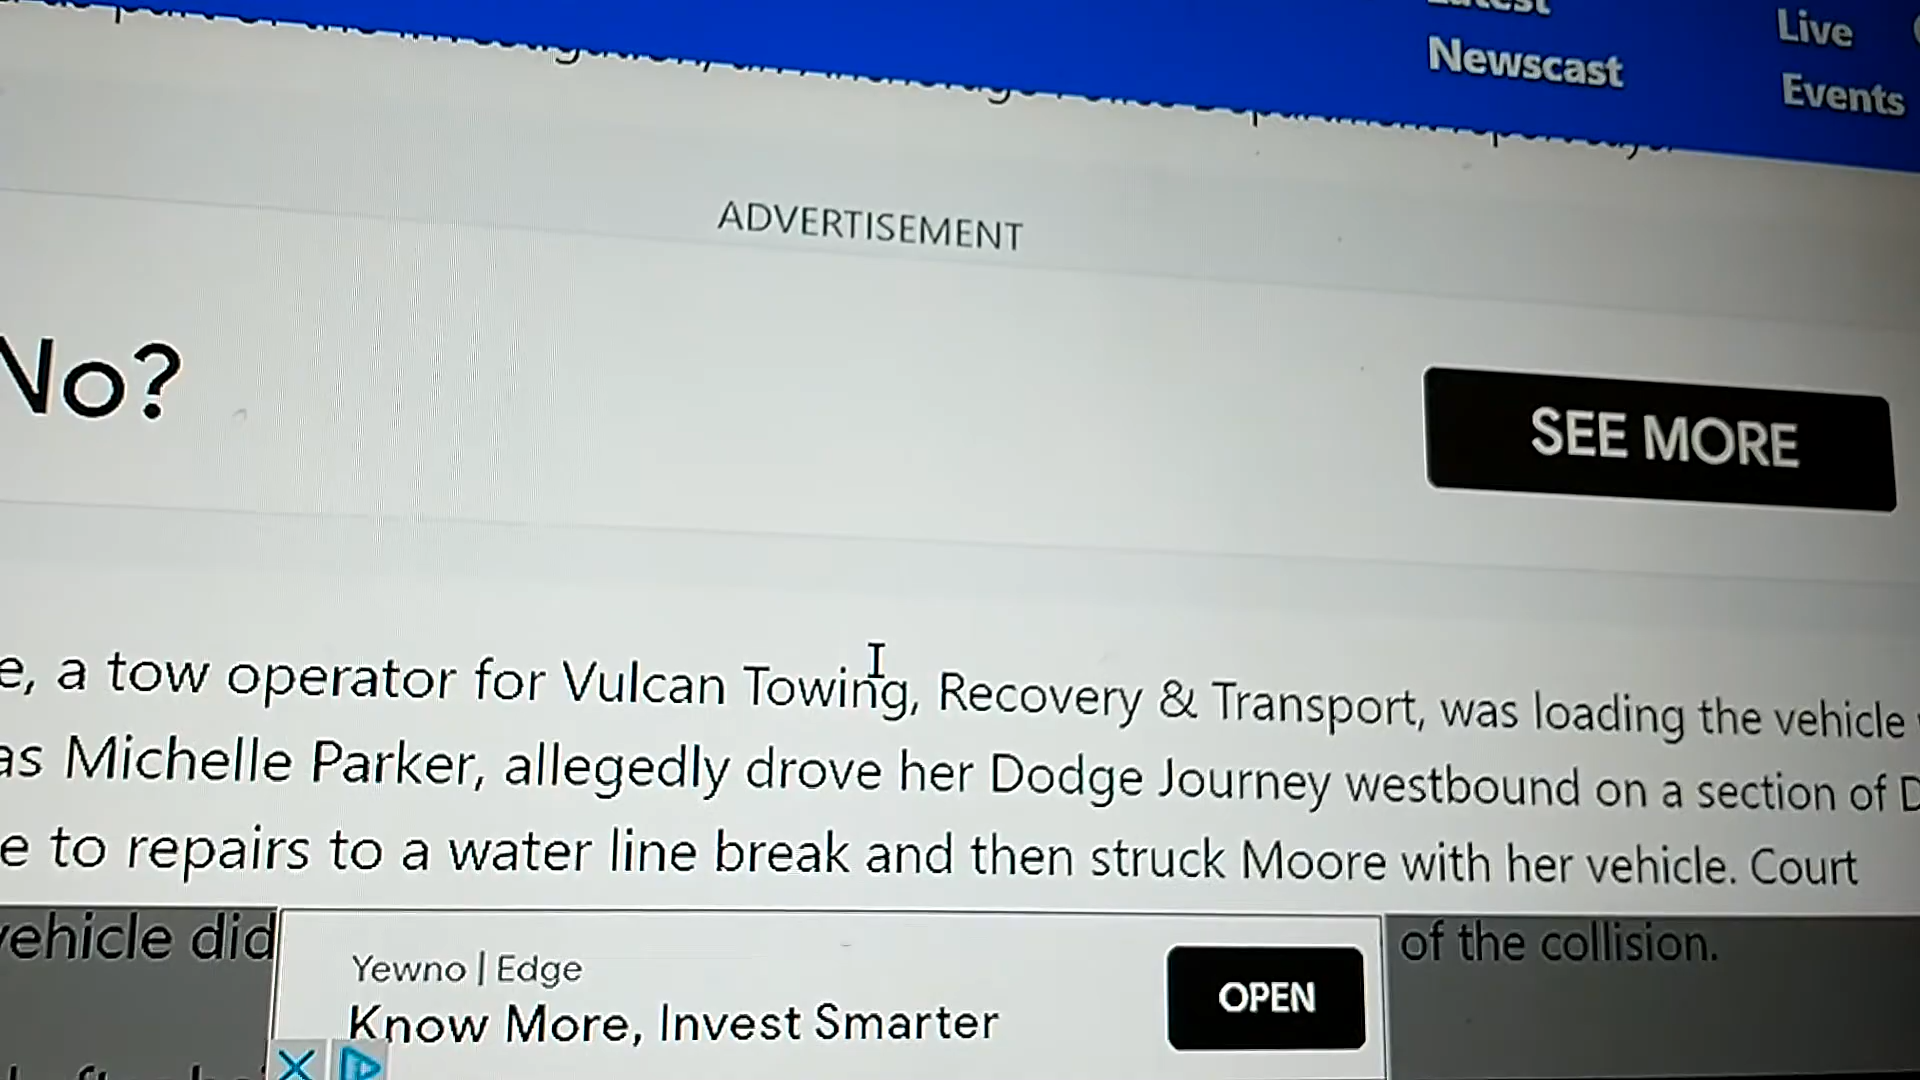 Latest
Newscast
Live
Events
ADVERTISEMENT
No?
SEE MORE
e, a tow operator for Vulcan Towing, Recovery & Transport, was loading the vehicle
as Michelle Parker, allegedly drove her Dodge Journey westbound on a section of D
e to repairs to a water line break and then struck Moore with her vehicle. Court
vehicle did
of the collision.
Yewno | Edge
Know More, Invest Smarter
OPEN